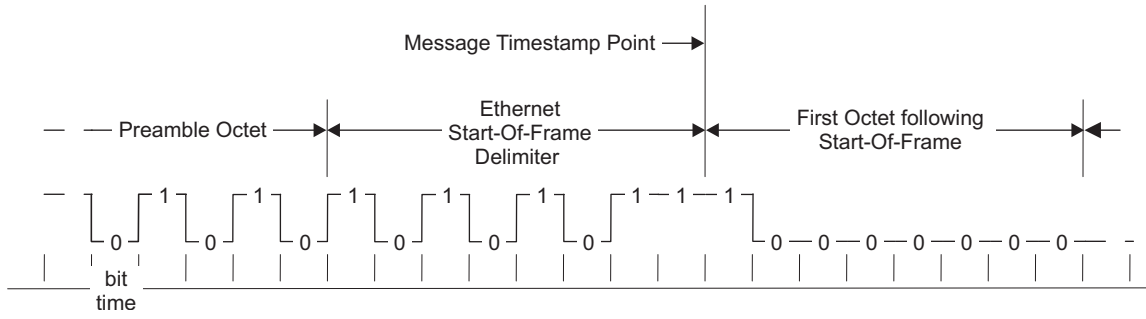 Message Timestamp Point
Preamble Octet
Ethernet
Start-Of-Frame
Delimiter
First Octet following
Start-Of-Frame
0 1 0 1 0 1 0 1 0 1 0 1 1 1 0 0 0 0 0 0 0
bit
time